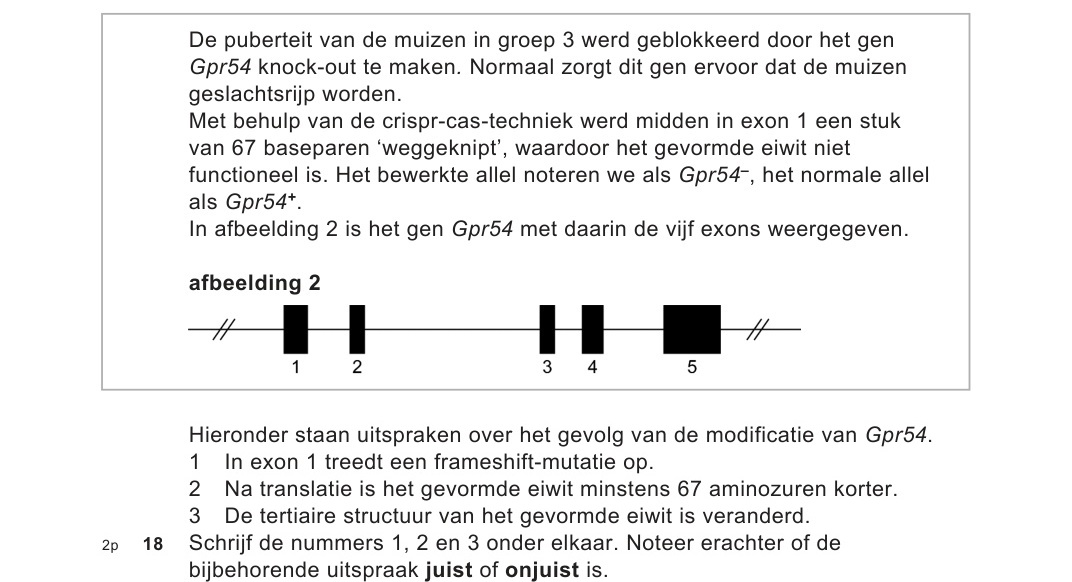 De puberteit van de muizen in groep 3 werd geblokkeerd door het gen
Gpr54 knock-out te maken. Normaal zorgt dit gen ervoor dat de muizen
geslachtsrijp worden.
Met behulp van de crispr-cas-techniek werd midden in exon 1 een stuk
van 67 baseparen ‘weggeknipt’, waardoor het gevormde eiwit niet
functioneel is. Het bewerkte allel noteren we als Gpr54⁻, het normale allel
als Gpr54⁺.
In afbeelding 2 is het gen Gpr54 met daarin de vijf exons weergegeven.
afbeelding 2
1 2 3 4 5
Hieronder staan uitspraken over het gevolg van de modificatie van Gpr54.
1 In exon 1 treedt een frameshift-mutatie op.
2 Na translatie is het gevormde eiwit minstens 67 aminozuren korter.
3 De tertiaire structuur van het gevormde eiwit is veranderd.
2p 18 Schrijf de nummers 1, 2 en 3 onder elkaar. Noteer erachter of de
bijbehorende uitspraak juist of onjuist is.